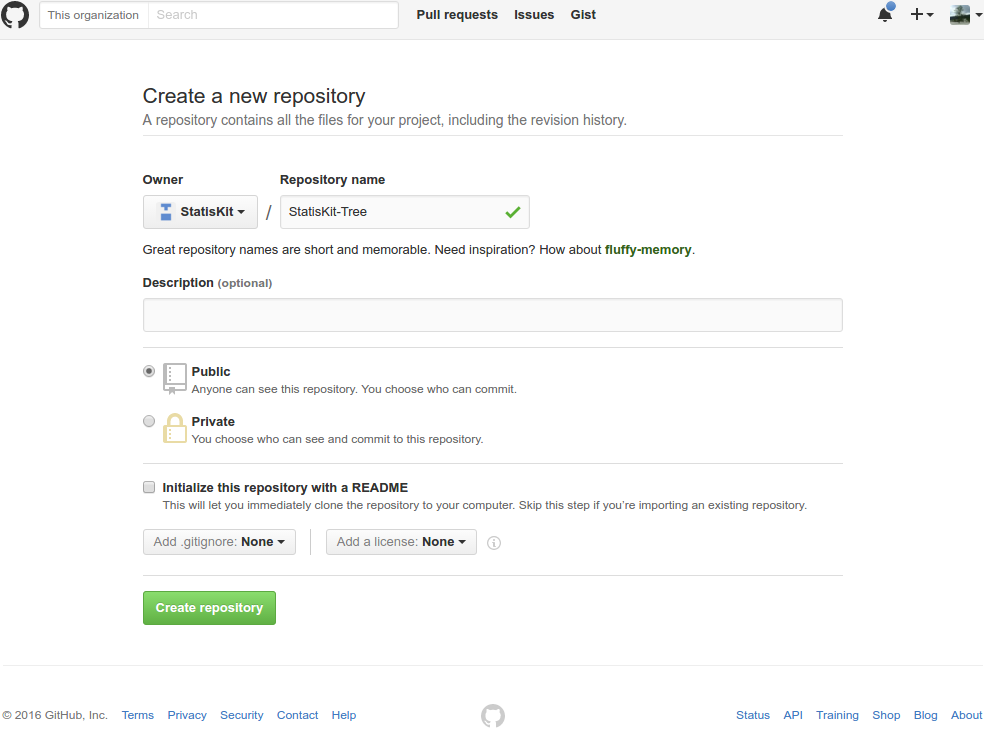 This organization Search Pull requests Issues Gist
Create a new repository
A repository contains all the files for your project, including the revision history.
Owner Repository name
StatisKit / StatisKit-Tree
Great repository names are short and memorable. Need inspiration? How about fluffy-memory.
Description (optional)
Public
Anyone can see this repository. You choose who can commit.
Private
You choose who can see and commit to this repository.
Initialize this repository with a README
This will let you immediately clone the repository to your computer. Skip this step if you’re importing an existing repository.
Add .gitignore: None Add a license: None
Create repository
© 2016 GitHub, Inc. Terms Privacy Security Contact Help Status API Training Shop Blog About